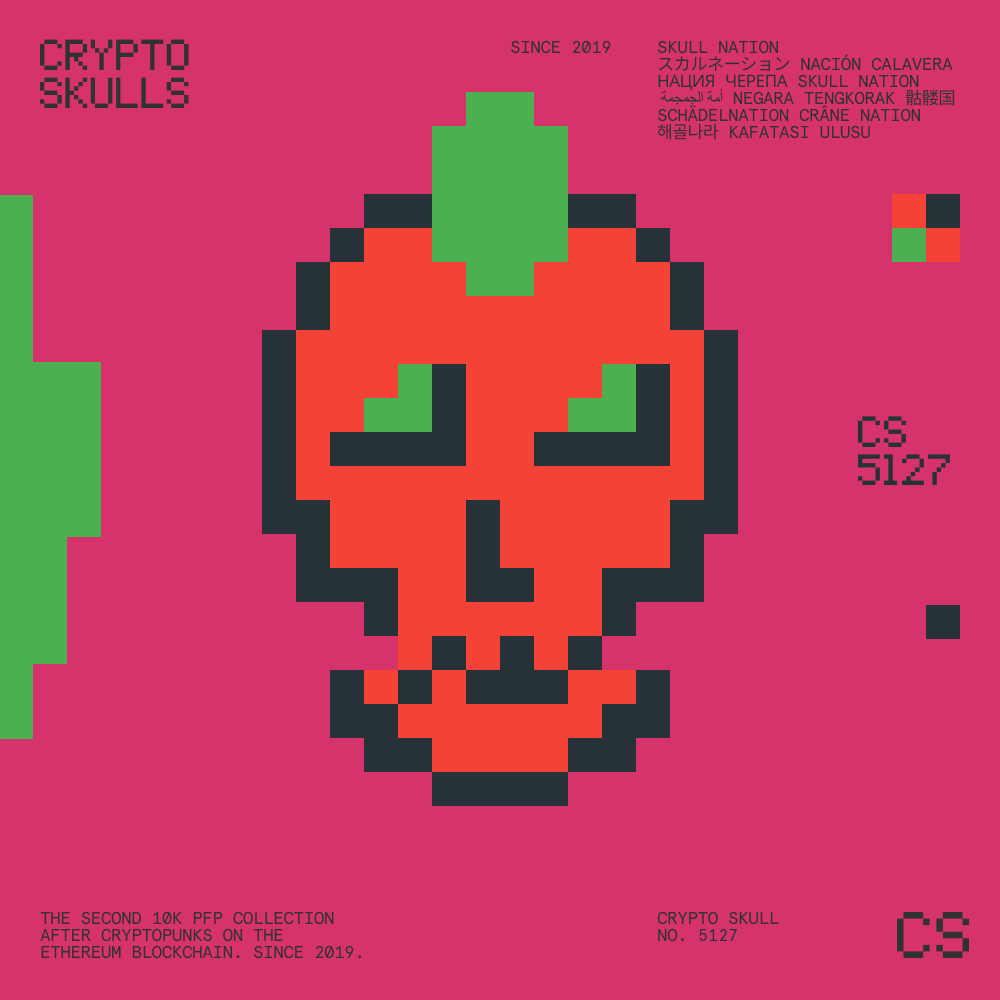 CRYPTO
SKULLS
SINCE 2019
SKULL NATION
スカルネーション NACIÓN CALAVERA
НАЦИЯ ЧЕРЕПА SKULL NATION
أمة الجمجمة NEGARA TENGKORAK 骷髅国
SCHÄDELNATION CRÂNE NATION
해골나라 KAFATASI ULUSU
CS
5127
THE SECOND 10K PFP COLLECTION
AFTER CRYPTOPUNKS ON THE
ETHEREUM BLOCKCHAIN. SINCE 2019.
CRYPTO SKULL
NO. 5127
CS